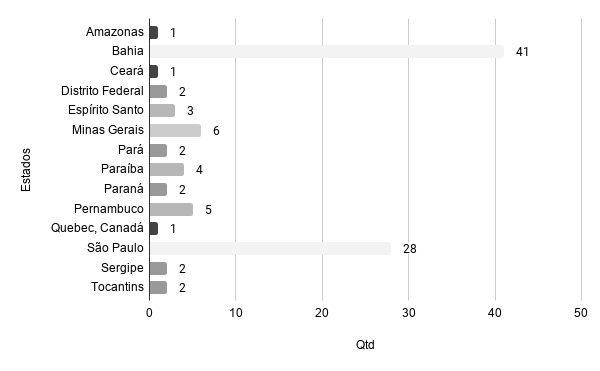 Estados
Amazonas 1
Bahia 41
Ceará 1
Distrito Federal 2
Espírito Santo 3
Minas Gerais 6
Pará 2
Paraíba 4
Paraná 2
Pernambuco 5
Quebec, Canadá 1
São Paulo 28
Sergipe 2
Tocantins 2
0 10 20 30 40 50
Qtd